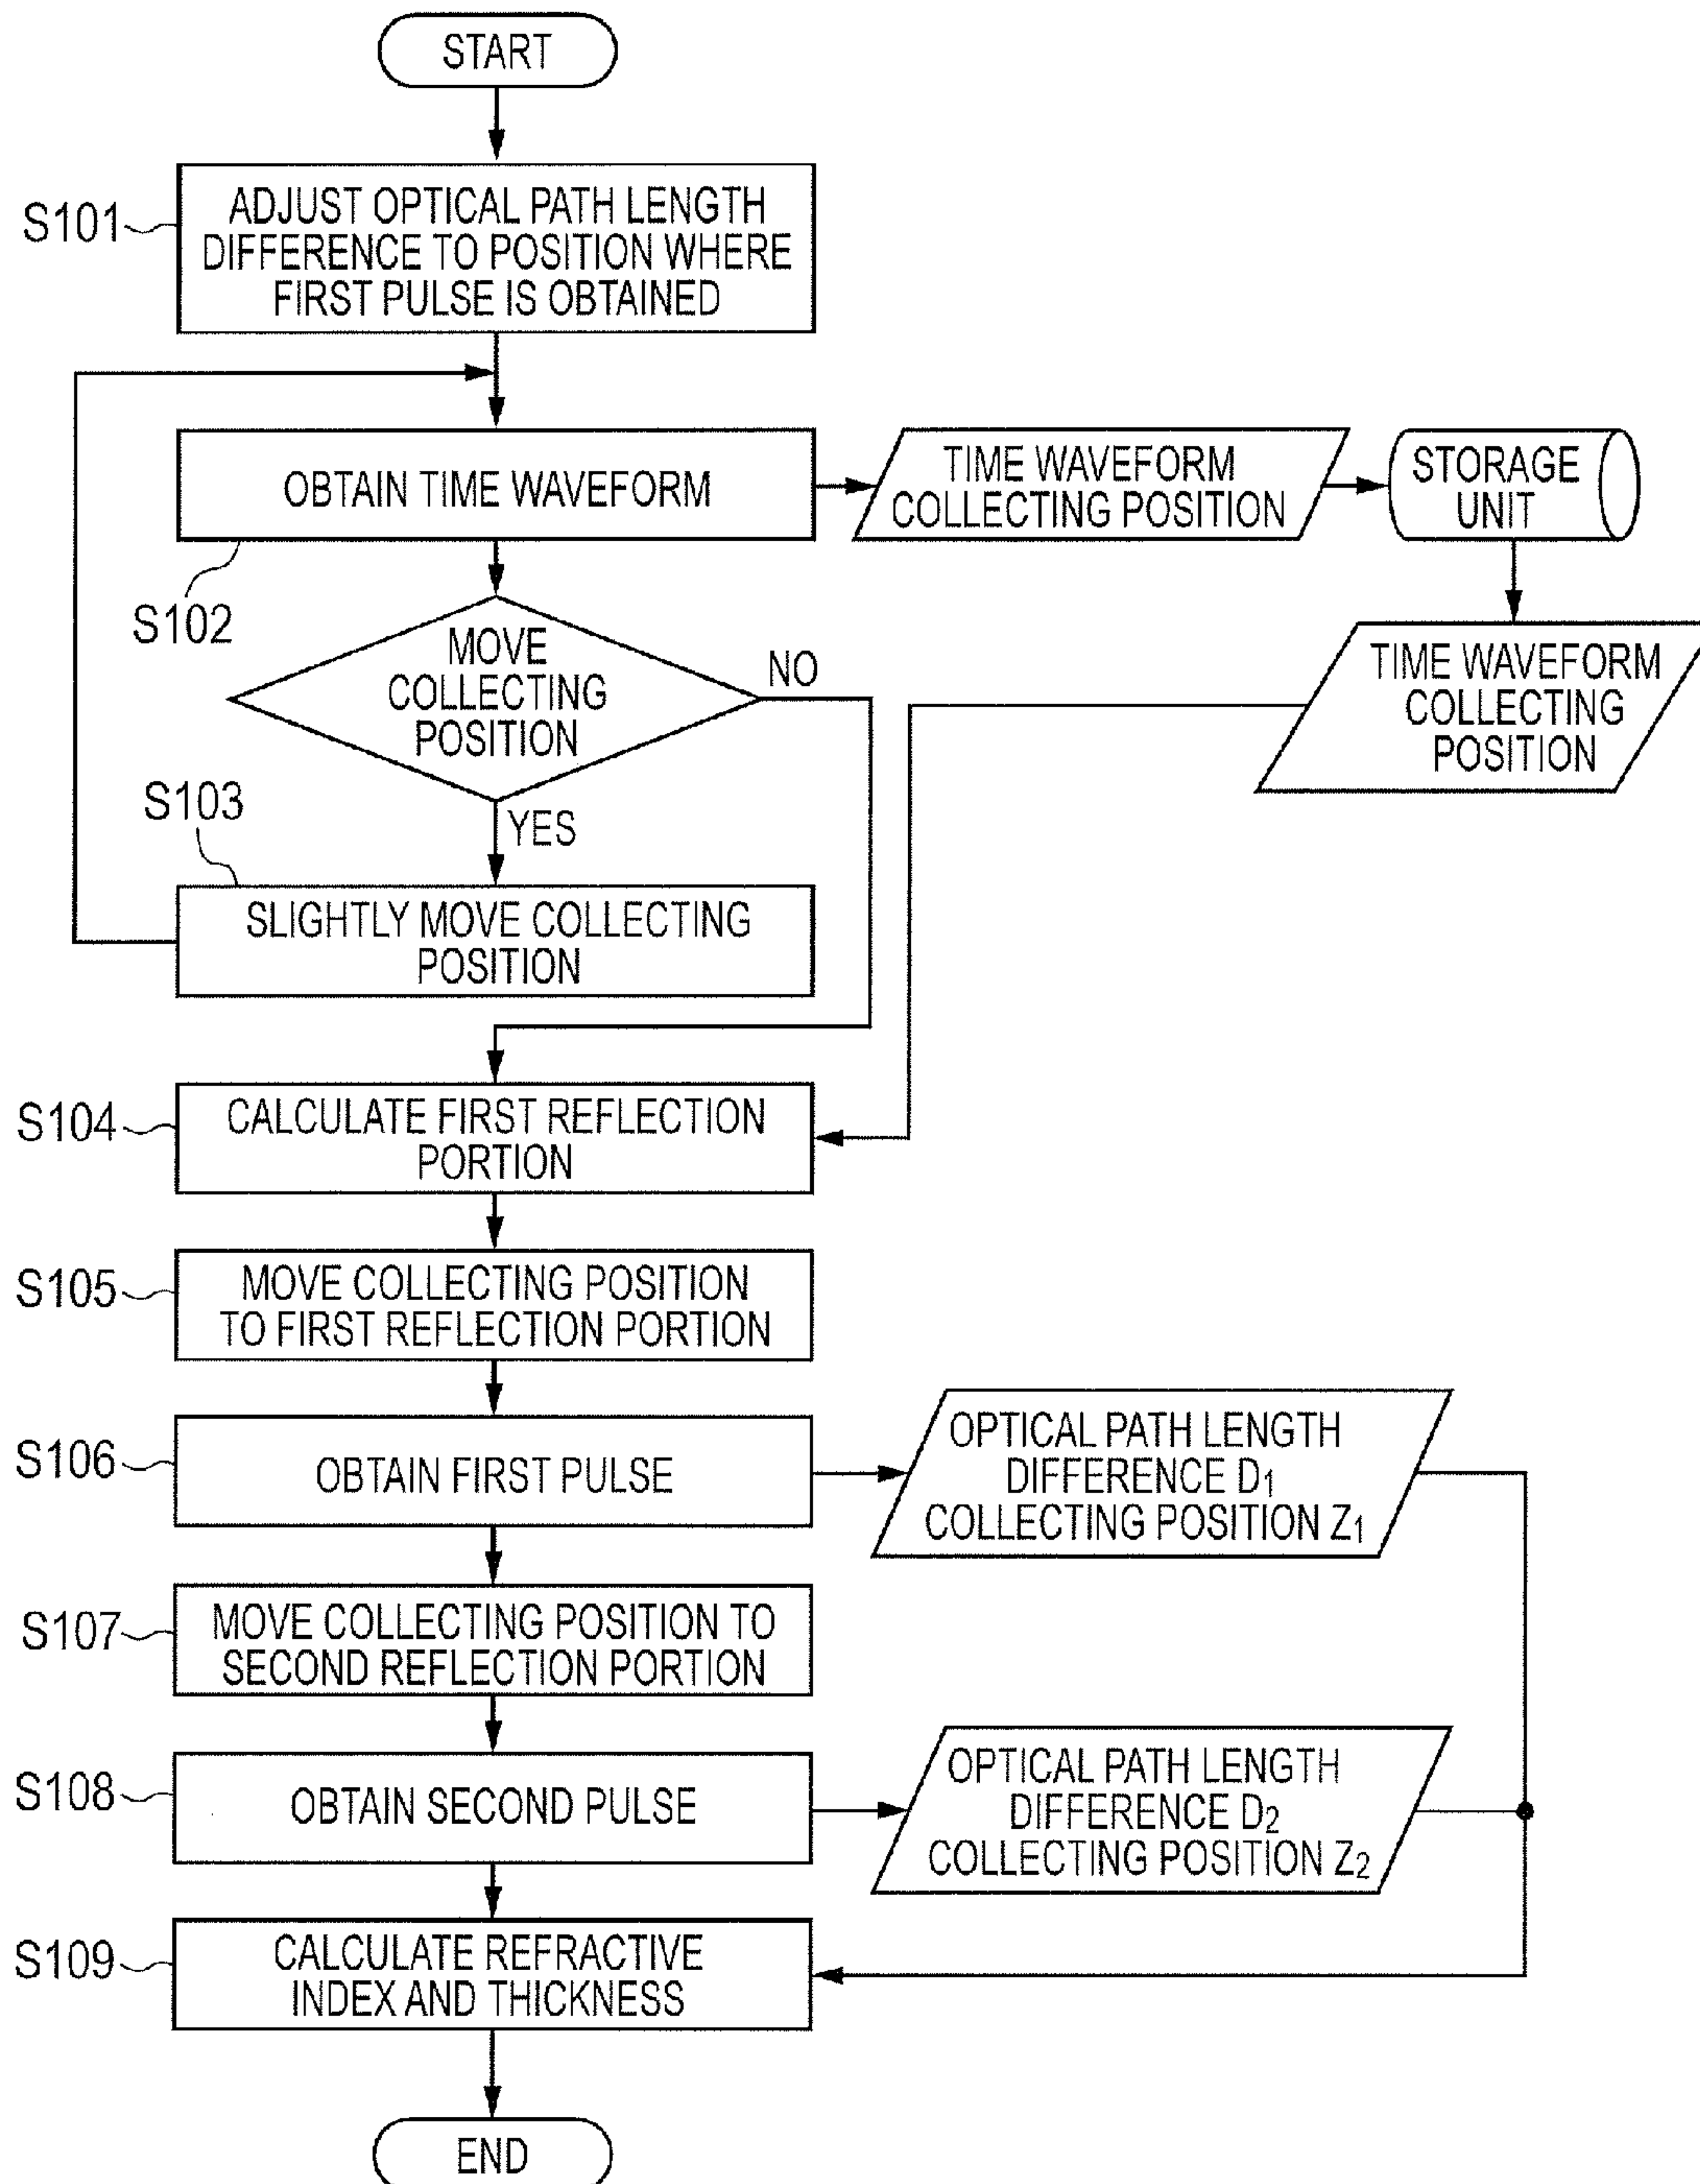 START
S101
ADJUST OPTICAL PATH LENGTH
DIFFERENCE TO POSITION WHERE
FIRST PULSE IS OBTAINED
OBTAIN TIME WAVEFORM
S102
TIME WAVEFORM
COLLECTING POSITION
STORAGE
UNIT
TIME WAVEFORM
COLLECTING
POSITION
MOVE
COLLECTING
POSITION
NO
YES
S103
SLIGHTLY MOVE COLLECTING
POSITION
S104
CALCULATE FIRST REFLECTION
PORTION
S105
MOVE COLLECTING POSITION
TO FIRST REFLECTION PORTION
S106
OBTAIN FIRST PULSE
OPTICAL PATH LENGTH
DIFFERENCE D1
COLLECTING POSITION Z1
S107
MOVE COLLECTING POSITION TO
SECOND REFLECTION PORTION
S108
OBTAIN SECOND PULSE
OPTICAL PATH LENGTH
DIFFERENCE D2
COLLECTING POSITION Z2
S109
CALCULATE REFRACTIVE
INDEX AND THICKNESS
END